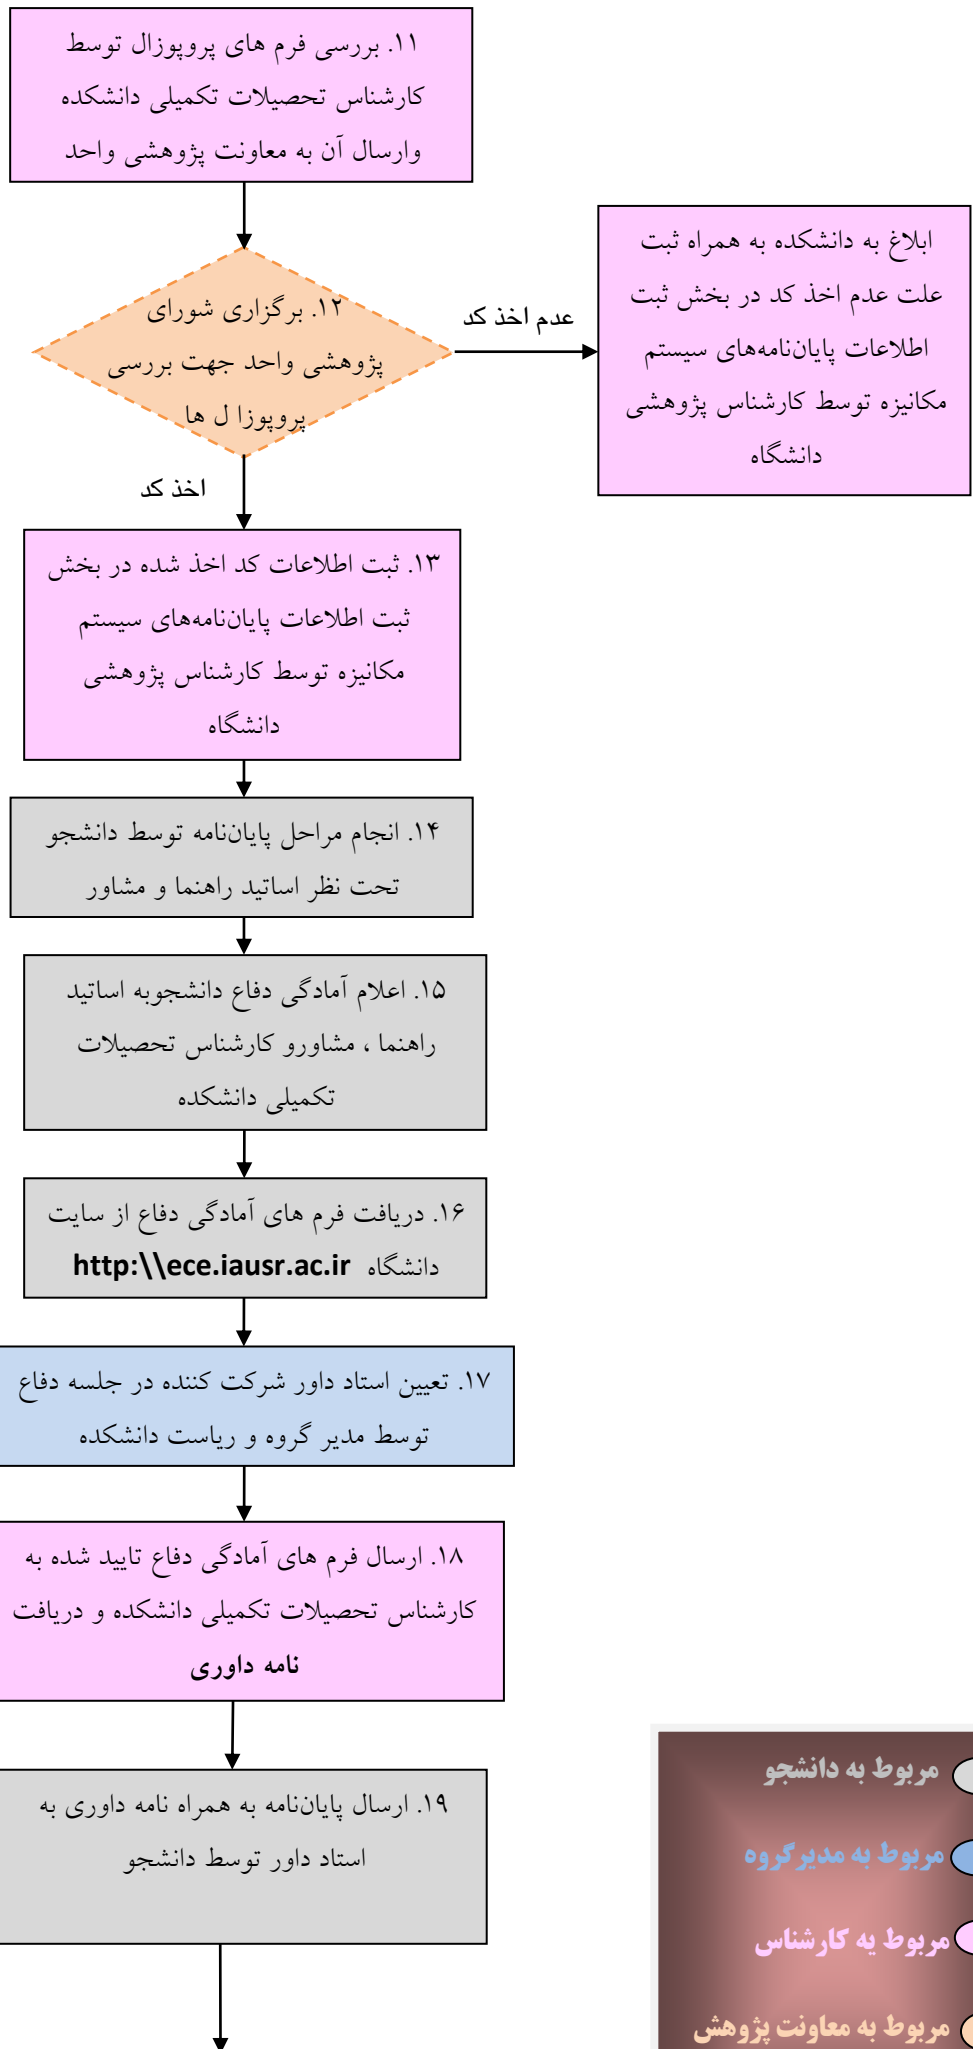 ۱۱. بررسی فرم های پروپوزال توسط
کارشناس تحصیلات تکمیلی دانشکده
وارسال آن به معاونت پژوهشی واحد
۱۲. برگزاری شورای
پژوهشی واحد جهت بررسی
پروپوزا ل ها
عدم اخذ کد
ابلاغ به دانشکده به همراه ثبت
علت عدم اخذ کد در بخش ثبت
اطلاعات پایان‌نامه‌های سیستم
مکانیزه توسط کارشناس پژوهشی
دانشگاه
اخذ کد
۱۳. ثبت اطلاعات کد اخذ شده در بخش
ثبت اطلاعات پایان‌نامه‌های سیستم
مکانیزه توسط کارشناس پژوهشی
دانشگاه
۱۴. انجام مراحل پایان‌نامه توسط دانشجو
تحت نظر اساتید راهنما و مشاور
۱۵. اعلام آمادگی دفاع دانشجوبه اساتید
راهنما ، مشاورو کارشناس تحصیلات
تکمیلی دانشکده
۱۶. دریافت فرم های آمادگی دفاع از سایت
دانشگاه http:\\ece.iausr.ac.ir
۱۷. تعیین استاد داور شرکت کننده در جلسه دفاع
توسط مدیر گروه و ریاست دانشکده
۱۸. ارسال فرم های آمادگی دفاع تایید شده به
کارشناس تحصیلات تکمیلی دانشکده و دریافت
نامه داوری
۱۹. ارسال پایان‌نامه به همراه نامه داوری به
استاد داور توسط دانشجو
مربوط به دانشجو
مربوط به مدیرگروه
مربوط یه کارشناس
مربوط به معاونت پژوهش